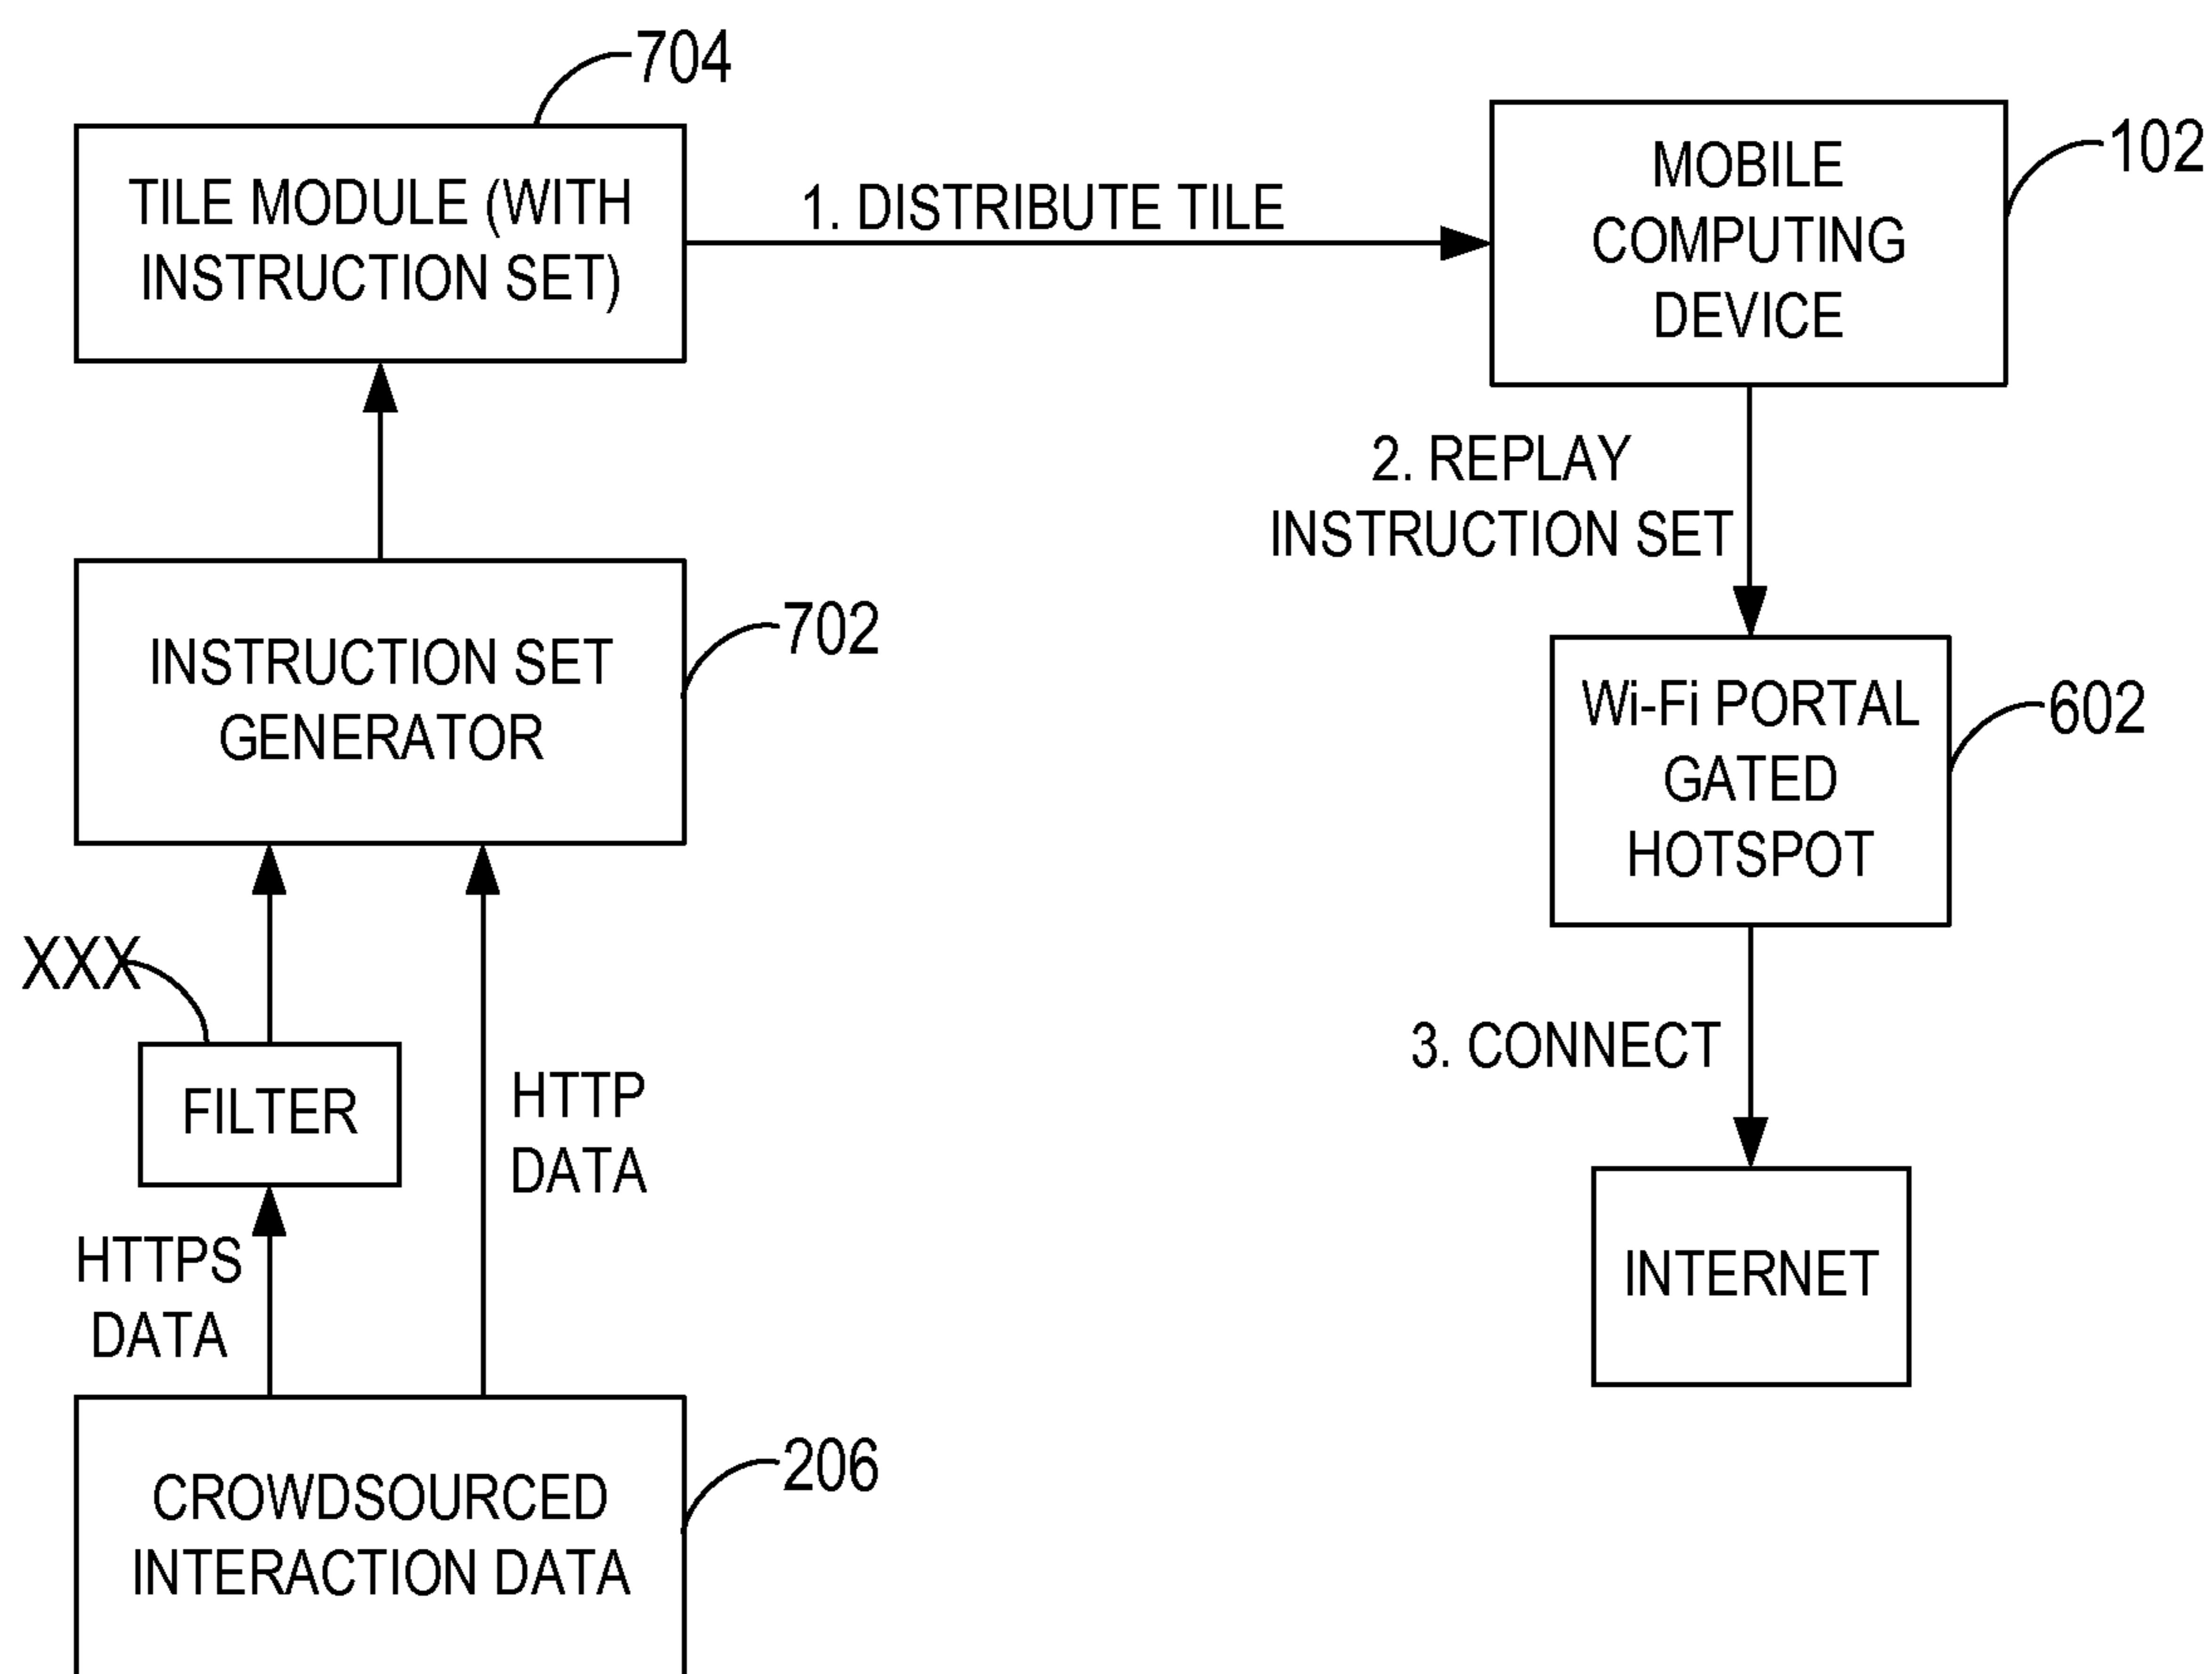 704
TILE MODULE (WITH
INSTRUCTION SET)
1. DISTRIBUTE TILE
MOBILE
COMPUTING
DEVICE
102
2. REPLAY
INSTRUCTION SET
INSTRUCTION SET
GENERATOR
702
Wi-Fi PORTAL
GATED
HOTSPOT
602
XXX
FILTER
HTTP
DATA
HTTPS
DATA
3. CONNECT
INTERNET
CROWDSOURCED
INTERACTION DATA
206